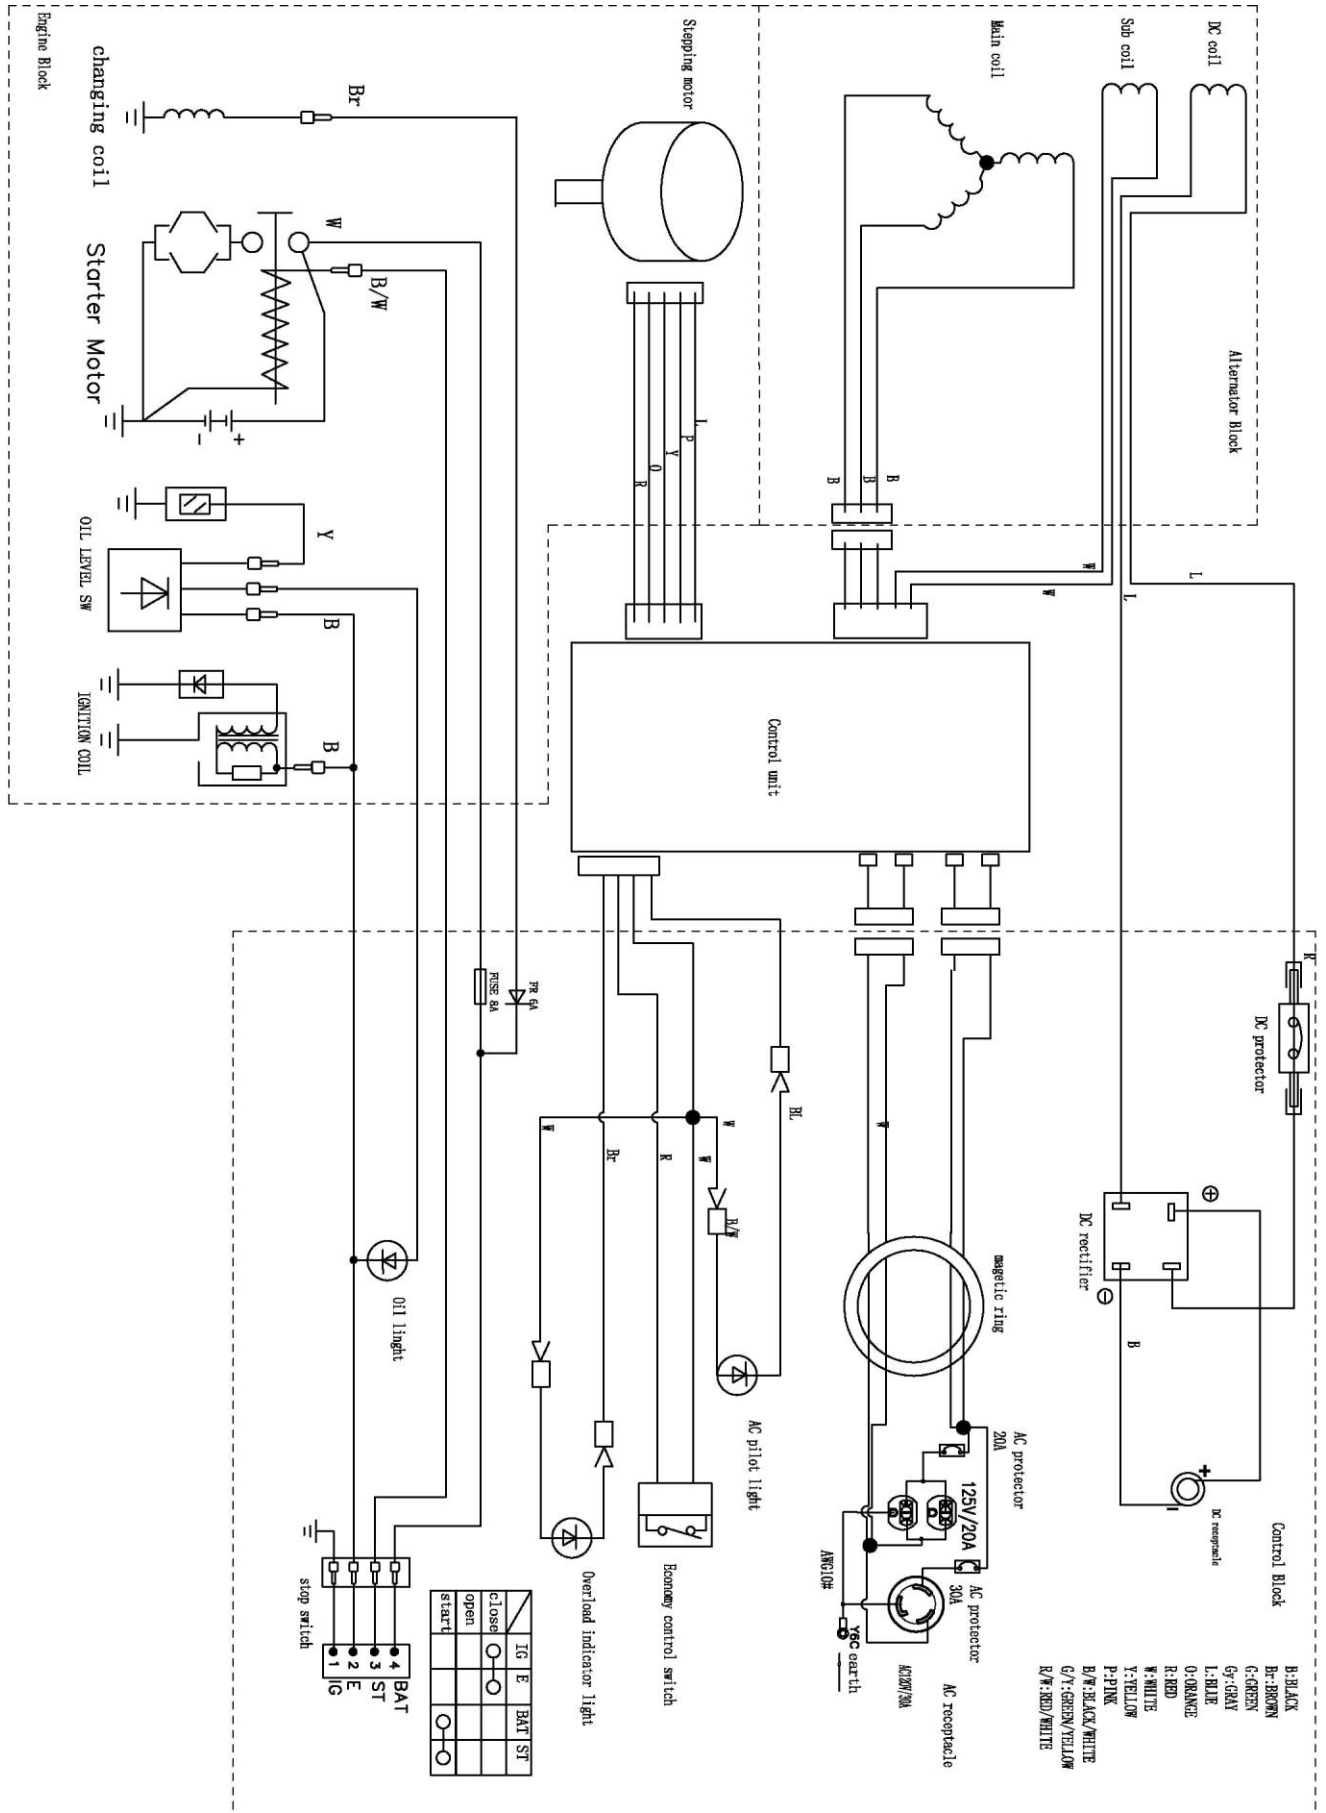 Engine Block
changing coil
Br
Starter Motor
W
B/W
-
+
OIL LEVEL SW
Y
B
IGNITION COIL
B
Stepping motor
L
P
Y
O
R
Main coil
Sub coil
DC coil
Alternator Block
B
B
B
W
W
L
L
Control unit
FUSE 8A
FR 6A
R
DC protector
BL
W
W
W
B/W
Br
R
W
magetic ring
DC rectifier
+
-
B
Oil linght
AC pilot light
AC protector
20A
125V/20A
AWG10#
AC protector
30A
AC120V/30A
AC receptacle
Y6C earth
+
-
DC receptacle
Control Block
Economy control switch
Overload indicator light
stop switch
1
2
3
4
IG
E
ST
BAT
IG
E
BAT
ST
close
open
start
B:BLACK
Br:BROWN
G:GREEN
Gy:GRAY
L:BLUE
O:ORANGE
R:RED
W:WHITE
Y:YELLOW
P:PINK
B/W:BLACK/WHITE
G/Y:GREEN/YELLOW
R/W:RED/WHITE